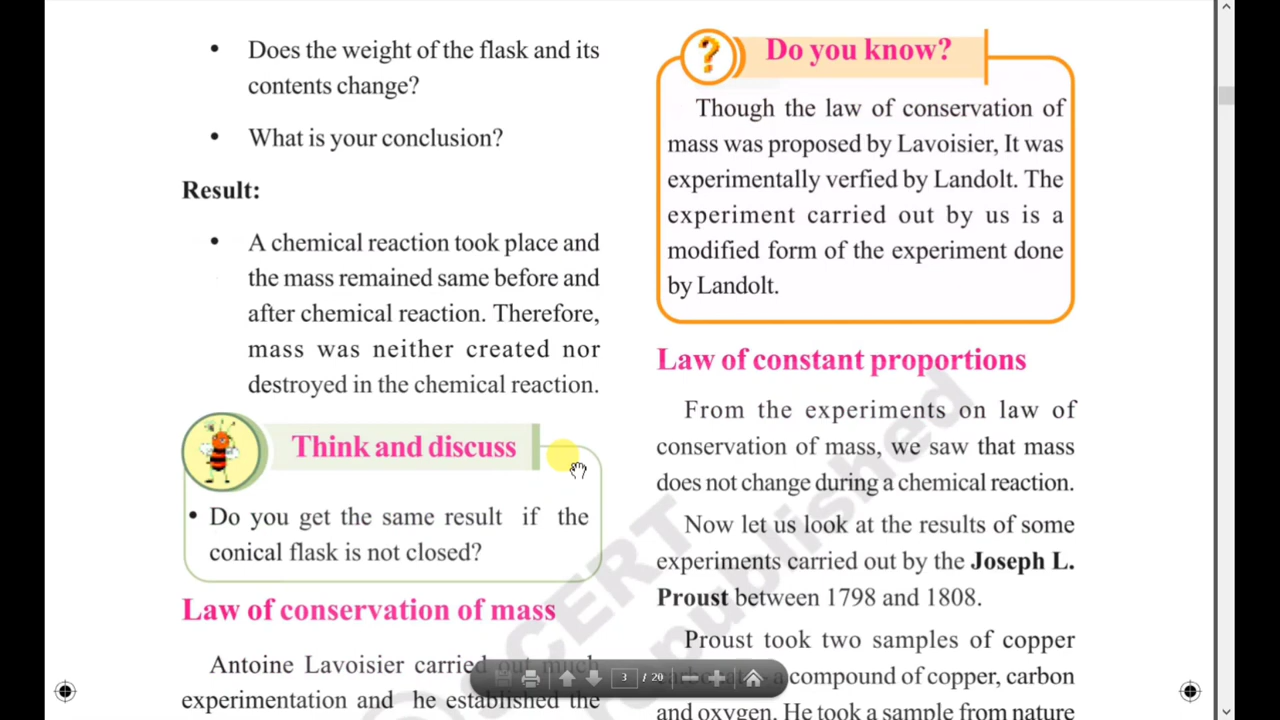 • Does the weight of the flask and its
contents change?
• What is your conclusion?
Result:
• A chemical reaction took place and
the mass remained same before and
after chemical reaction. Therefore,
mass was neither created nor
destroyed in the chemical reaction.
Think and discuss
• Do you get the same result if the
conical flask is not closed?
Law of conservation of mass
Antoine Lavoisier carried out much
experimentation and he established the
? Do you know?
Though the law of conservation of
mass was proposed by Lavoisier, It was
experimentally verfied by Landolt. The
experiment carried out by us is a
modified form of the experiment done
by Landolt.
Law of constant proportions
From the experiments on law of
conservation of mass, we saw that mass
does not change during a chemical reaction.
Now let us look at the results of some
experiments carried out by the Joseph L.
Proust between 1798 and 1808.
Proust took two samples of copper
a compound of copper, carbon
and oxygen. He took a sample from nature
3 / 20